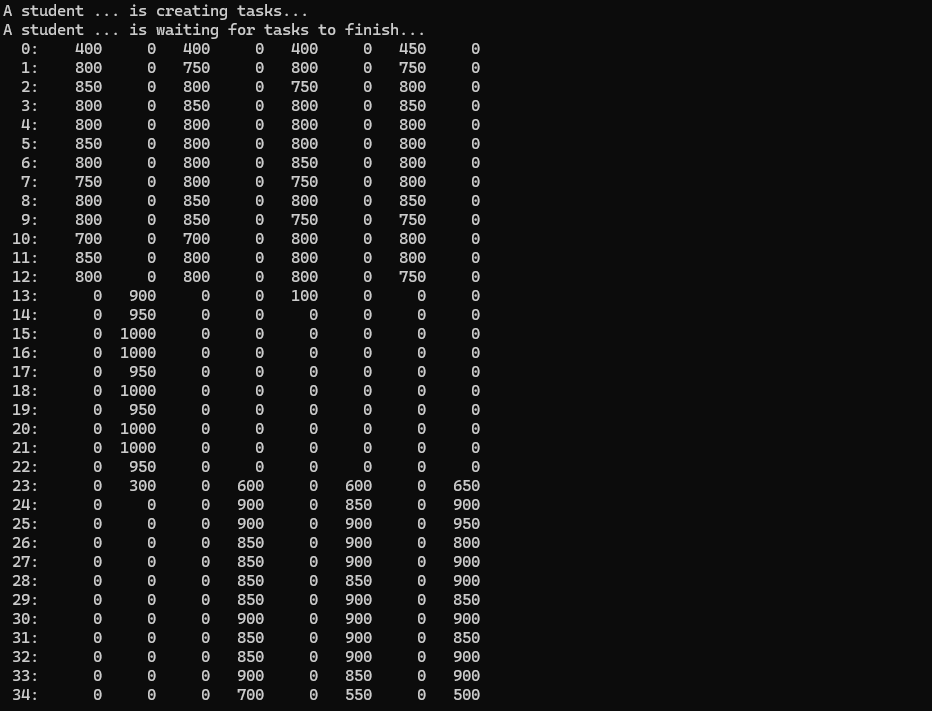 A student ... is creating tasks...
A student ... is waiting for tasks to finish...
  0:    400     0   400     0   400     0   450     0
  1:    800     0   750     0   800     0   750     0
  2:    850     0   800     0   750     0   800     0
  3:    800     0   850     0   800     0   850     0
  4:    800     0   800     0   800     0   800     0
  5:    850     0   800     0   800     0   800     0
  6:    800     0   800     0   850     0   800     0
  7:    750     0   800     0   750     0   800     0
  8:    800     0   850     0   800     0   850     0
  9:    800     0   850     0   750     0   750     0
 10:    700     0   700     0   800     0   800     0
 11:    850     0   800     0   800     0   800     0
 12:    800     0   800     0   800     0   750     0
 13:      0   900     0     0   100     0     0     0
 14:      0   950     0     0     0     0     0     0
 15:      0  1000     0     0     0     0     0     0
 16:      0  1000     0     0     0     0     0     0
 17:      0   950     0     0     0     0     0     0
 18:      0  1000     0     0     0     0     0     0
 19:      0   950     0     0     0     0     0     0
 20:      0  1000     0     0     0     0     0     0
 21:      0  1000     0     0     0     0     0     0
 22:      0   950     0     0     0     0     0     0
 23:      0   300     0   600     0   600     0   650
 24:      0     0     0   900     0   850     0   900
 25:      0     0     0   900     0   900     0   950
 26:      0     0     0   850     0   900     0   800
 27:      0     0     0   850     0   900     0   900
 28:      0     0     0   850     0   850     0   900
 29:      0     0     0   850     0   900     0   850
 30:      0     0     0   900     0   900     0   900
 31:      0     0     0   850     0   900     0   850
 32:      0     0     0   850     0   900     0   900
 33:      0     0     0   900     0   850     0   900
 34:      0     0     0   700     0   550     0   500